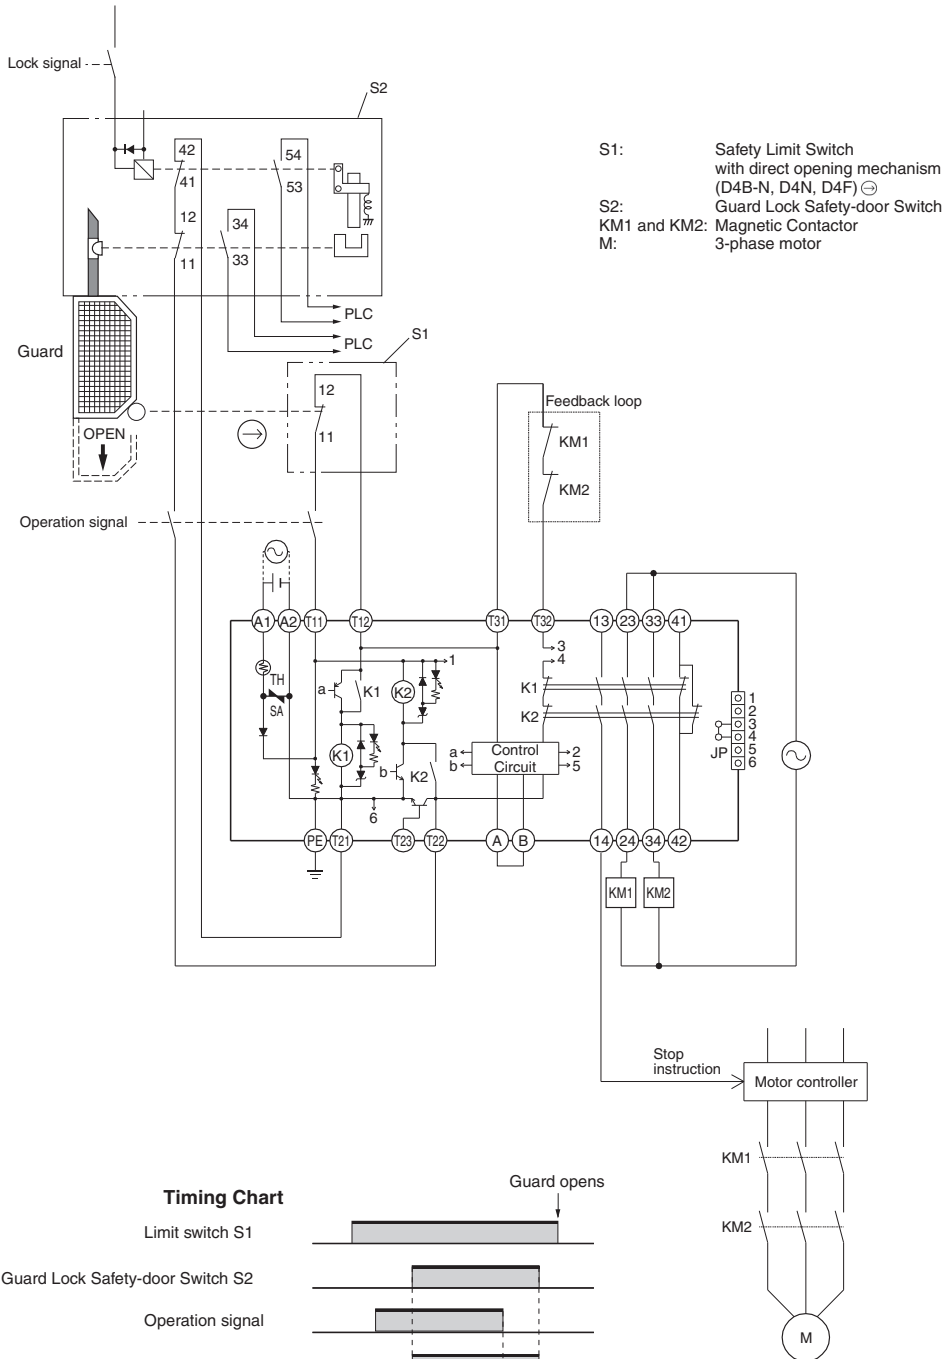 Lock signal
S2
42
41
54
53
12
11
34
33
PLC
PLC
S1:
Safety Limit Switch
with direct opening mechanism
(D4B-N, D4N, D4F)
S2:
Guard Lock Safety-door Switch
KM1 and KM2:
Magnetic Contactor
M:
3-phase motor
Guard
OPEN
S1
12
11
Feedback loop
KM1
KM2
Operation signal
A1
A2
T11
T12
T31
T32
13
23
33
41
TH
SA
a
K1
K2
1
3
4
K1
K2
K1
b
K2
6
a
b
Control
Circuit
2
5
JP
1
2
3
4
5
6
PE
T21
T23
T22
A
B
14
24
34
42
KM1
KM2
Stop
instruction
Motor controller
KM1
KM2
M
Timing Chart
Guard opens
Limit switch S1
Guard Lock Safety-door Switch S2
Operation signal